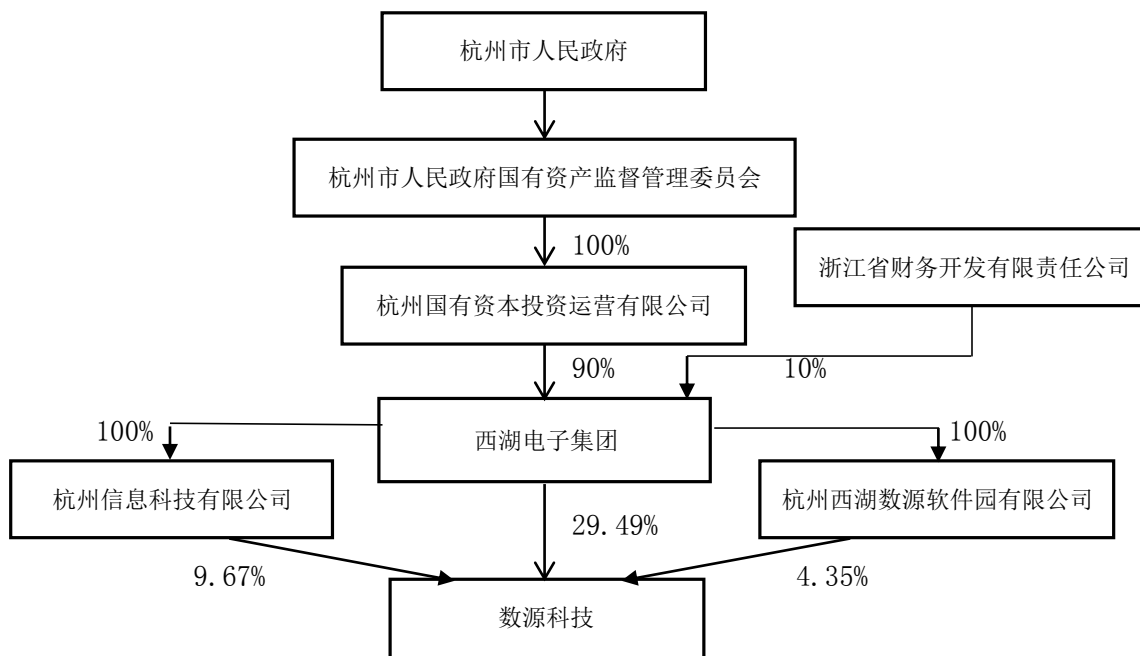 杭州市人民政府
杭州市人民政府国有资产监督管理委员会
100%
浙江省财务开发有限责任公司
杭州国有资本投资运营有限公司
90%
10%
西湖电子集团
100%
100%
杭州信息科技有限公司
杭州西湖数源软件园有限公司
29.49%
9.67%
4.35%
数源科技